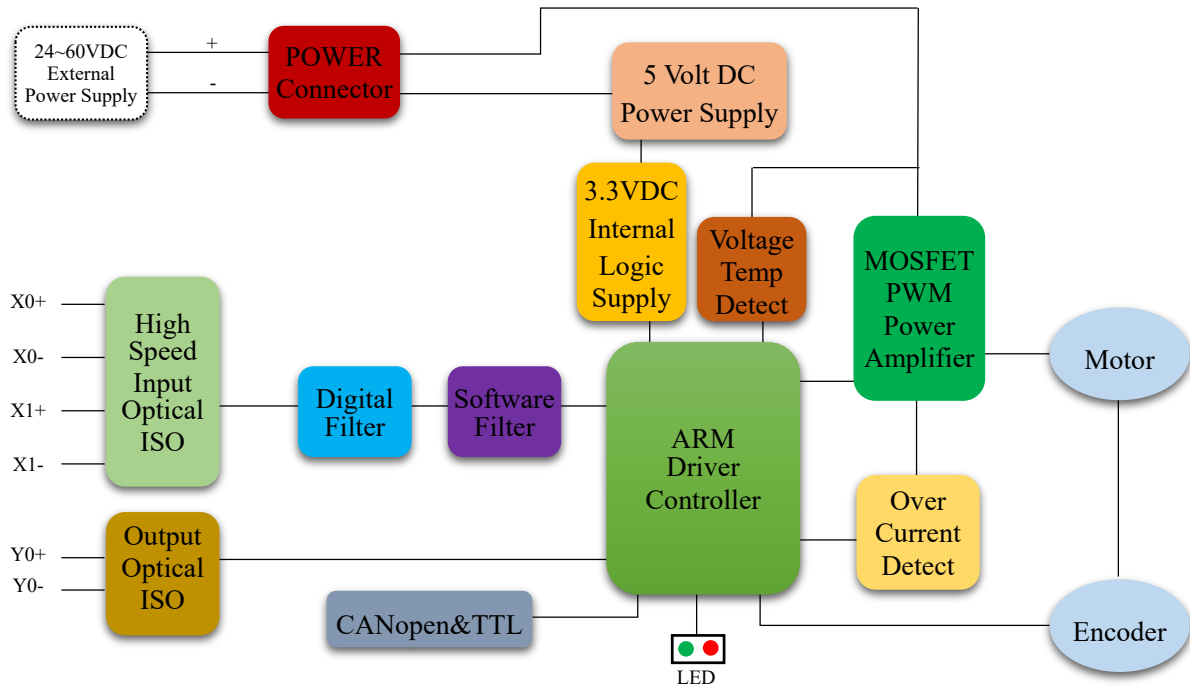 24~60VDC
External
Power Supply
+
-
POWER
Connector
5 Volt DC
Power Supply
3.3VDC
Internal
Logic
Supply
Voltage
Temp
Detect
MOSFET
PWM
Power
Amplifier
Motor
X0+
X0-
X1+
X1-
High
Speed
Input
Optical
ISO
Digital
Filter
Software
Filter
ARM
Driver
Controller
Over
Current
Detect
Y0+
Y0-
Output
Optical
ISO
CANopen&TTL
LED
Encoder